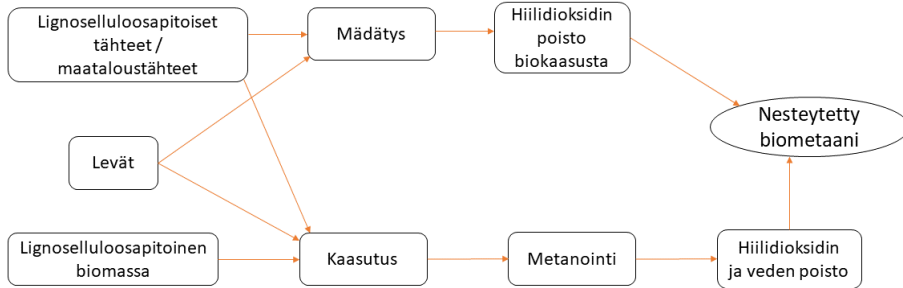 Lignoselluloosapitoiset
tähteet /
maataloustähteet
Mädätys
Hiilidioksidin
poisto
biokaasusta
Nesteytetty
biometaani
Levät
Lignoselluloosapitoinen
biomassa
Kaasutus
Metanointi
Hiilidioksidin
ja veden poisto